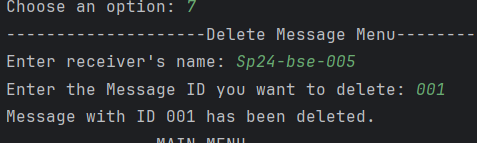 Choose an option: 7
--------------------Delete Message Menu--------
Enter receiver's name: Sp24-bse-005
Enter the Message ID you want to delete: 001
Message with ID 001 has been deleted.
MAIN MENU